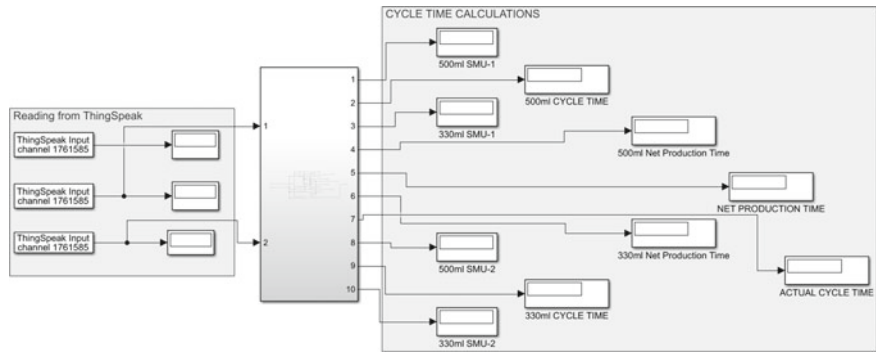 CYCLE TIME CALCULATIONS
500ml SMU-1
500ml CYCLE TIME
330ml SMU-1
500ml Net Production Time
NET PRODUCTION TIME
330ml Net Production Time
500ml SMU-2
ACTUAL CYCLE TIME
330ml CYCLE TIME
330ml SMU-2
Reading from ThingSpeak
ThingSpeak Input
channel 1761585
ThingSpeak Input
channel 1761585
ThingSpeak Input
channel 1761585
1
2
1
2
3
4
5
6
7
8
9
10